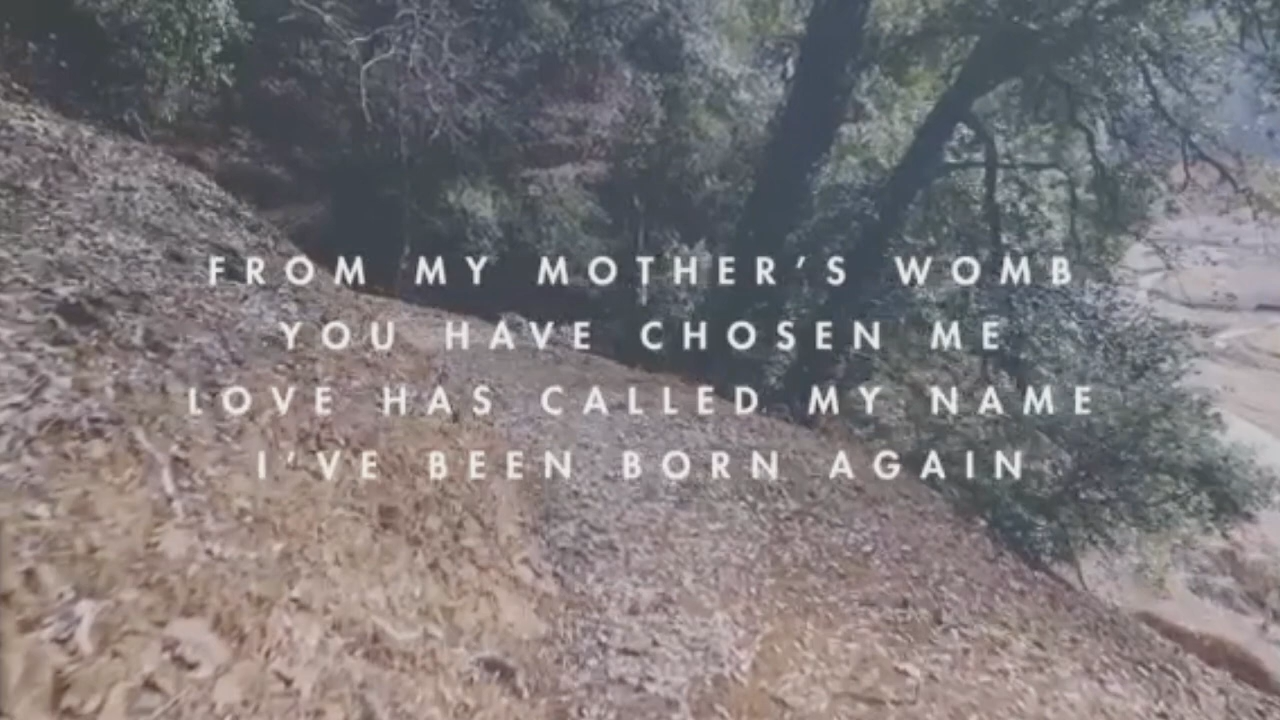 FROM MY MOTHER'S WOMB
YOU HAVE CHOSEN ME
LOVE HAS CALLED MY NAME
I'VE BEEN BORN AGAIN